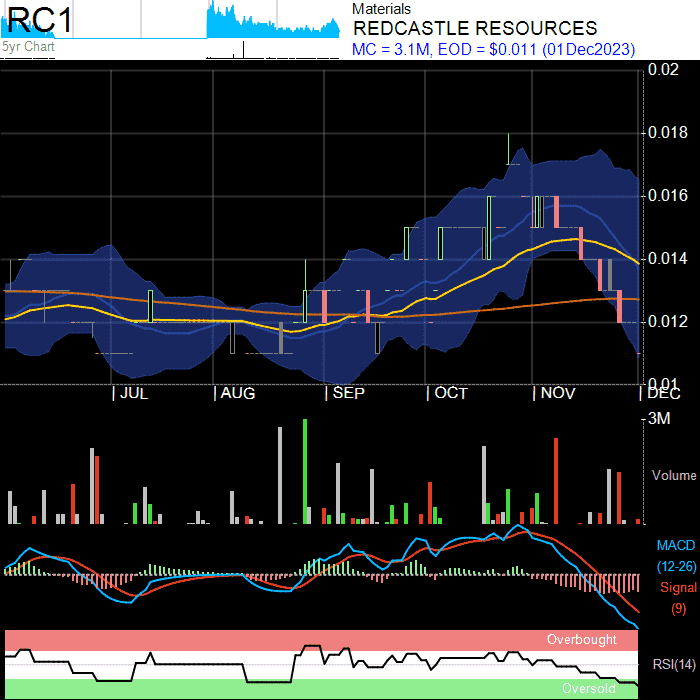 RC1
5yr Chart
Materials
REDCASTLE RESOURCES
MC = 3.1M, EOD = $0.011 (01Dec2023)
0.02
0.018
0.016
0.014
0.012
0.01
JUL
AUG
SEP
OCT
NOV
DEC
3M
Volume
MACD
(12-26)
Signal
(9)
Overbought
RSI(14)
Oversold